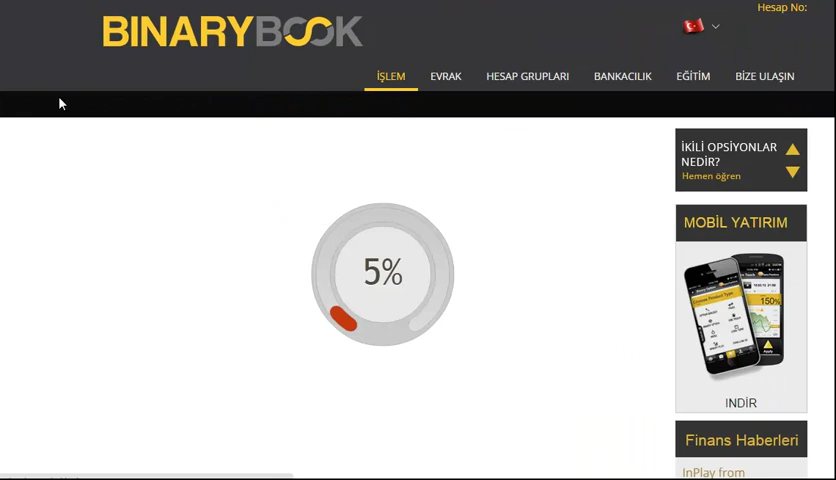 Hesap No:
BINARYBOOK
İŞLEM EVRAK HESAP GRUPLARI BANKACILIK EĞİTİM BİZE ULAŞIN
İKİLİ OPSİYONLAR
NEDİR?
Hemen öğren
5%
MOBİL YATIRIM
150%
INDİR
Finans Haberleri
InPlay from